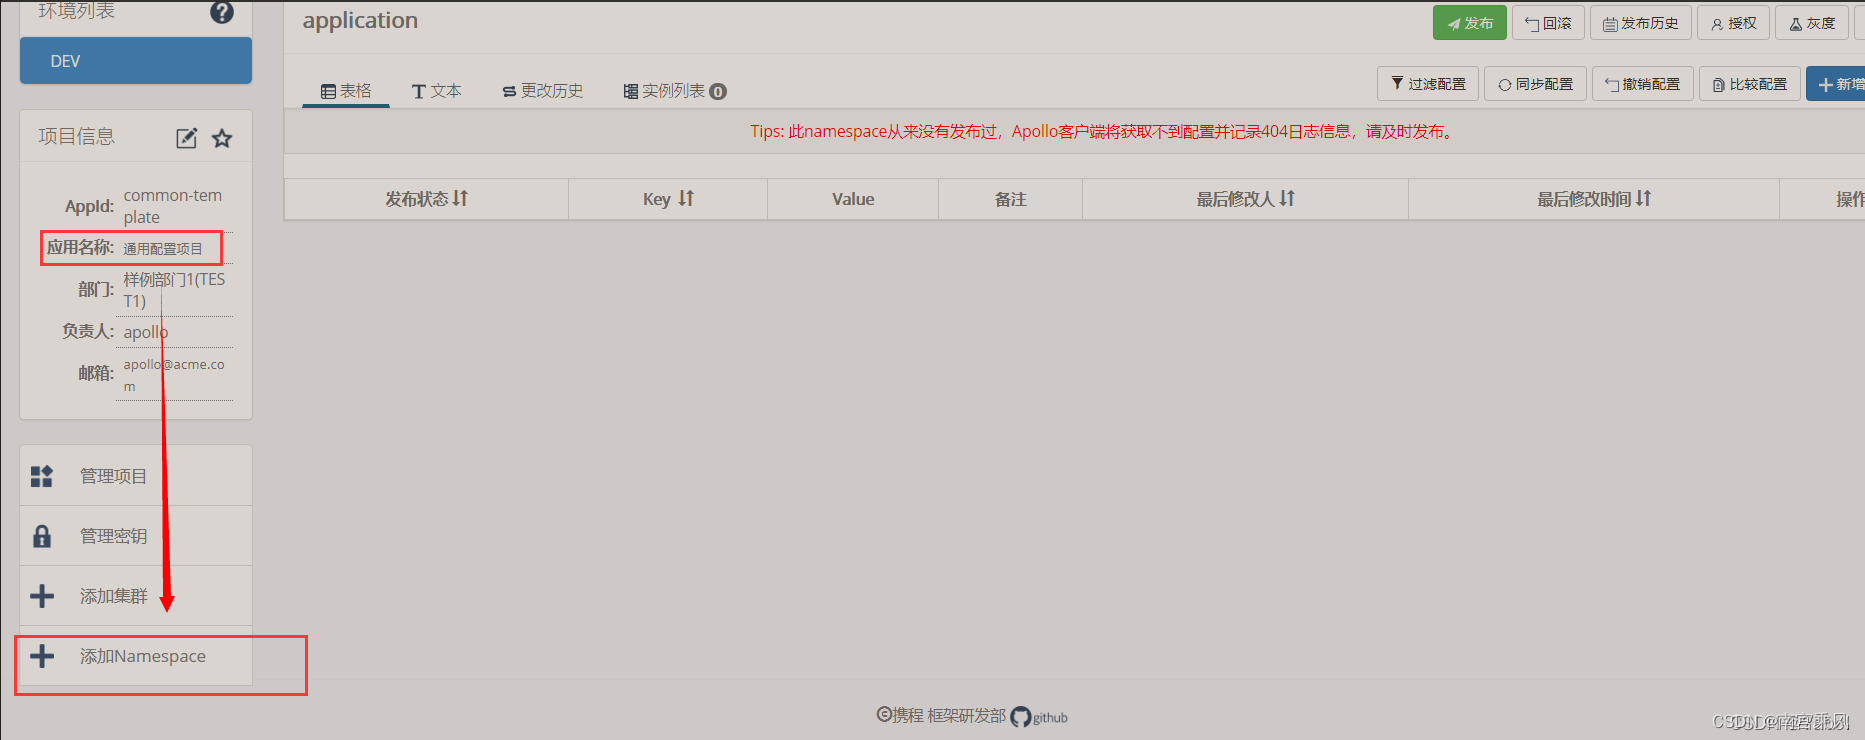 环境列表
DEV
项目信息
AppId: common-tem
plate
应用名称: 通用配置项目
部门: 样例部门1(TES
T1)
负责人: apollo
邮箱: apollo@acme.co
m
管理项目
管理密钥
添加集群
添加Namespace
application
发布 回滚 发布历史 授权 灰度
表格 文本 更改历史 实例列表 0
过滤配置 同步配置 撤销配置 比较配置 新增
Tips: 此namespace从来没有发布过，Apollo客户端将获取不到配置并记录404日志信息，请及时发布。
发布状态 Key Value 备注 最后修改人 最后修改时间 操作
©携程 框架研发部 github